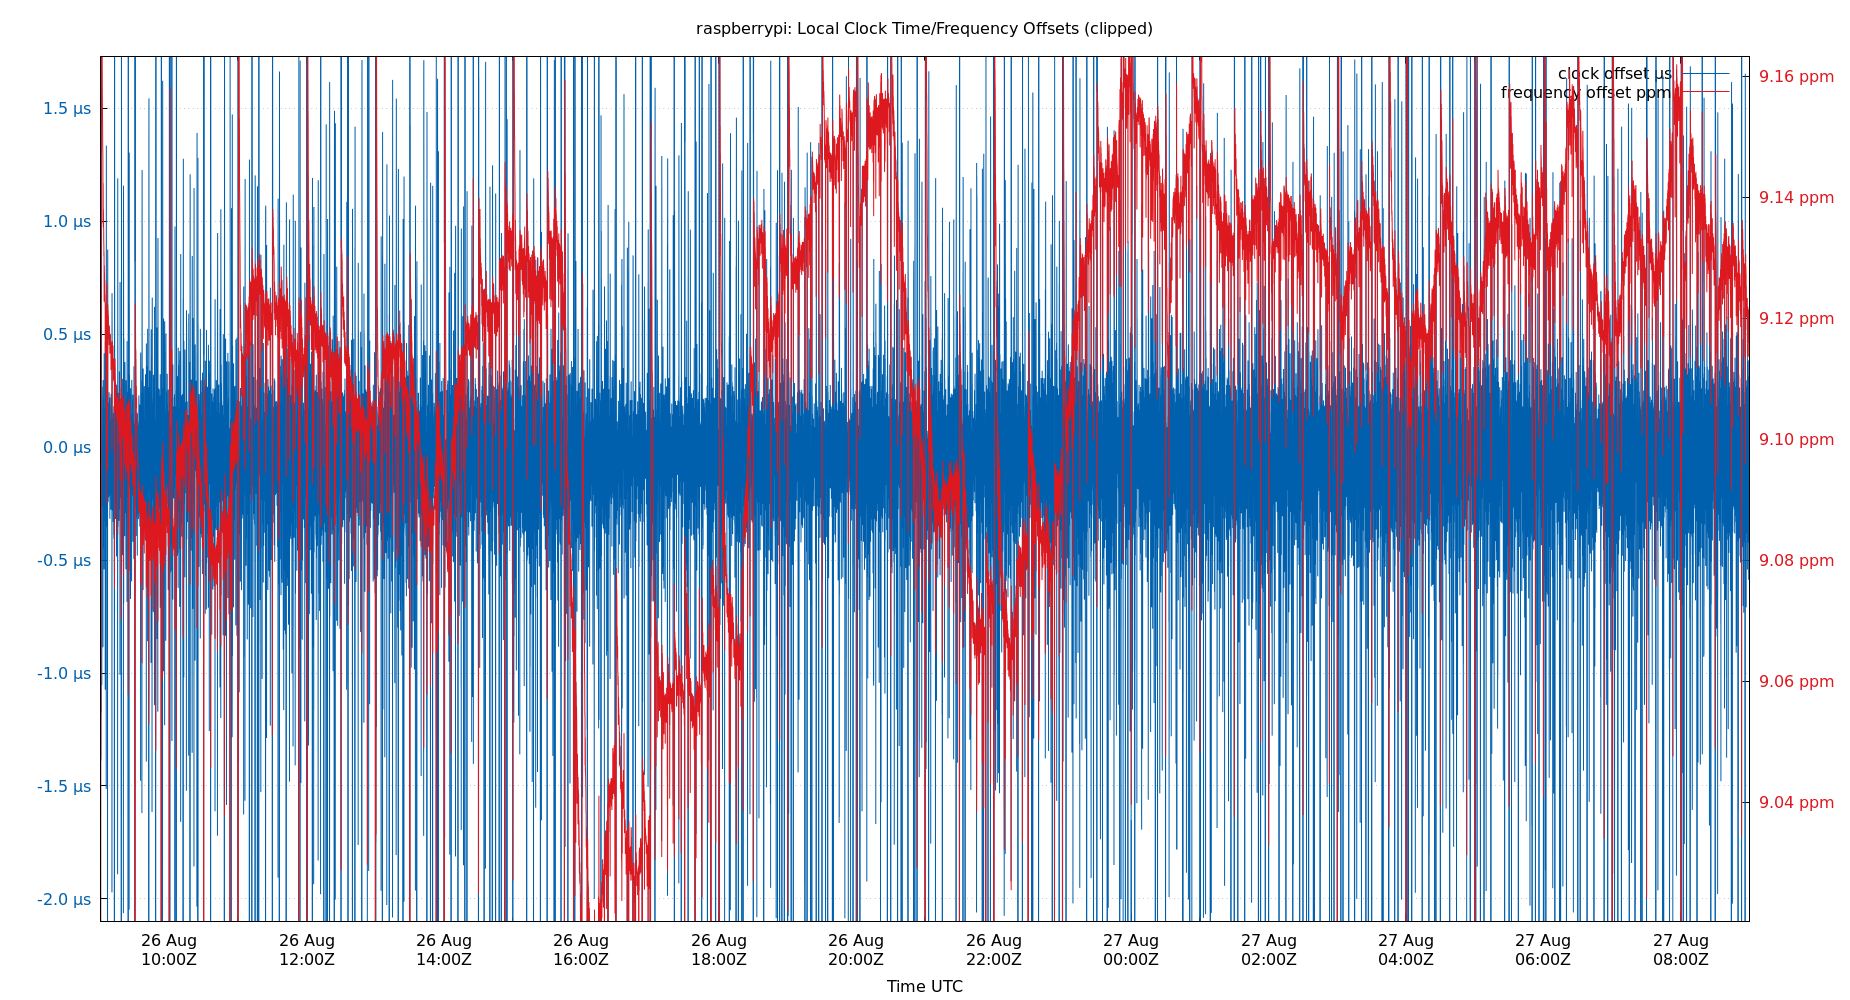 raspberrypi: Local Clock Time/Frequency Offsets (clipped)
clock offset µs
frequency offset ppm
1.5 µs
1.0 µs
0.5 µs
0.0 µs
-0.5 µs
-1.0 µs
-1.5 µs
-2.0 µs
9.16 ppm
9.14 ppm
9.12 ppm
9.10 ppm
9.08 ppm
9.06 ppm
9.04 ppm
26 Aug
10:00Z
26 Aug
12:00Z
26 Aug
14:00Z
26 Aug
16:00Z
26 Aug
18:00Z
26 Aug
20:00Z
26 Aug
22:00Z
27 Aug
00:00Z
27 Aug
02:00Z
27 Aug
04:00Z
27 Aug
06:00Z
27 Aug
08:00Z
Time UTC